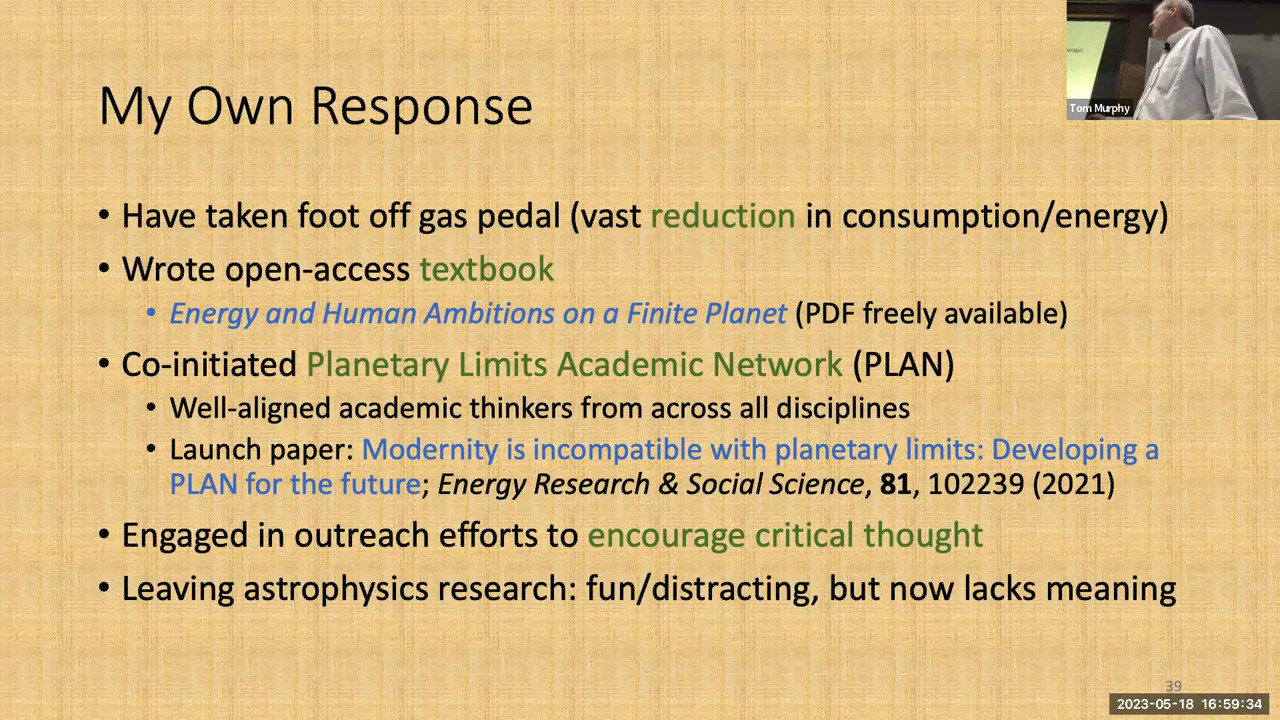 Tom Murphy
My Own Response
• Have taken foot off gas pedal (vast reduction in consumption/energy)
• Wrote open-access textbook
• Energy and Human Ambitions on a Finite Planet (PDF freely available)
• Co-initiated Planetary Limits Academic Network (PLAN)
• Well-aligned academic thinkers from across all disciplines
• Launch paper: Modernity is incompatible with planetary limits: Developing a
PLAN for the future; Energy Research & Social Science, 81, 102239 (2021)
• Engaged in outreach efforts to encourage critical thought
• Leaving astrophysics research: fun/distracting, but now lacks meaning
39
2023-05-18 16:59:34